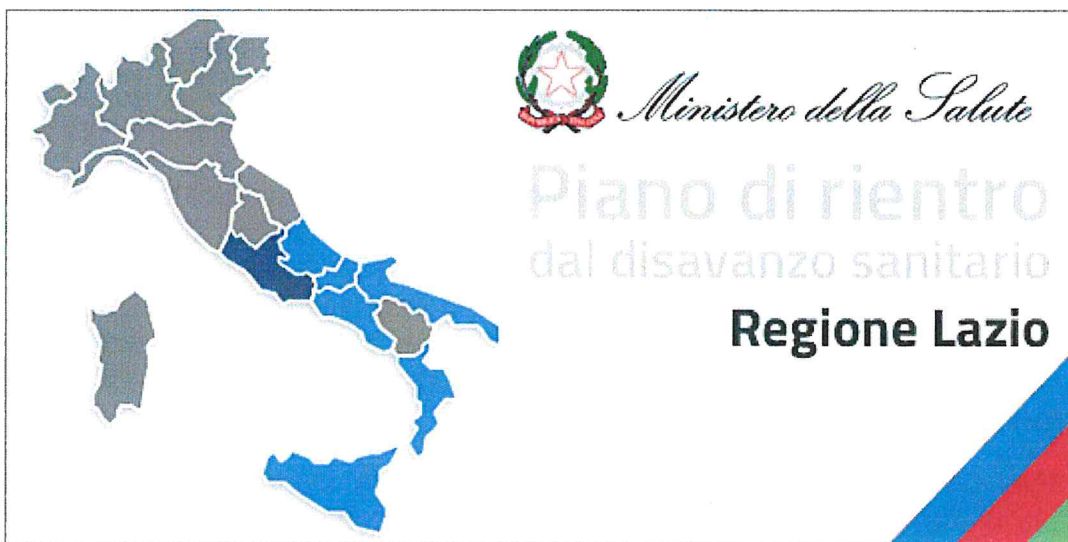 Ministero della Salute
Piano di rientro
dal disavanzo sanitario
Regione Lazio